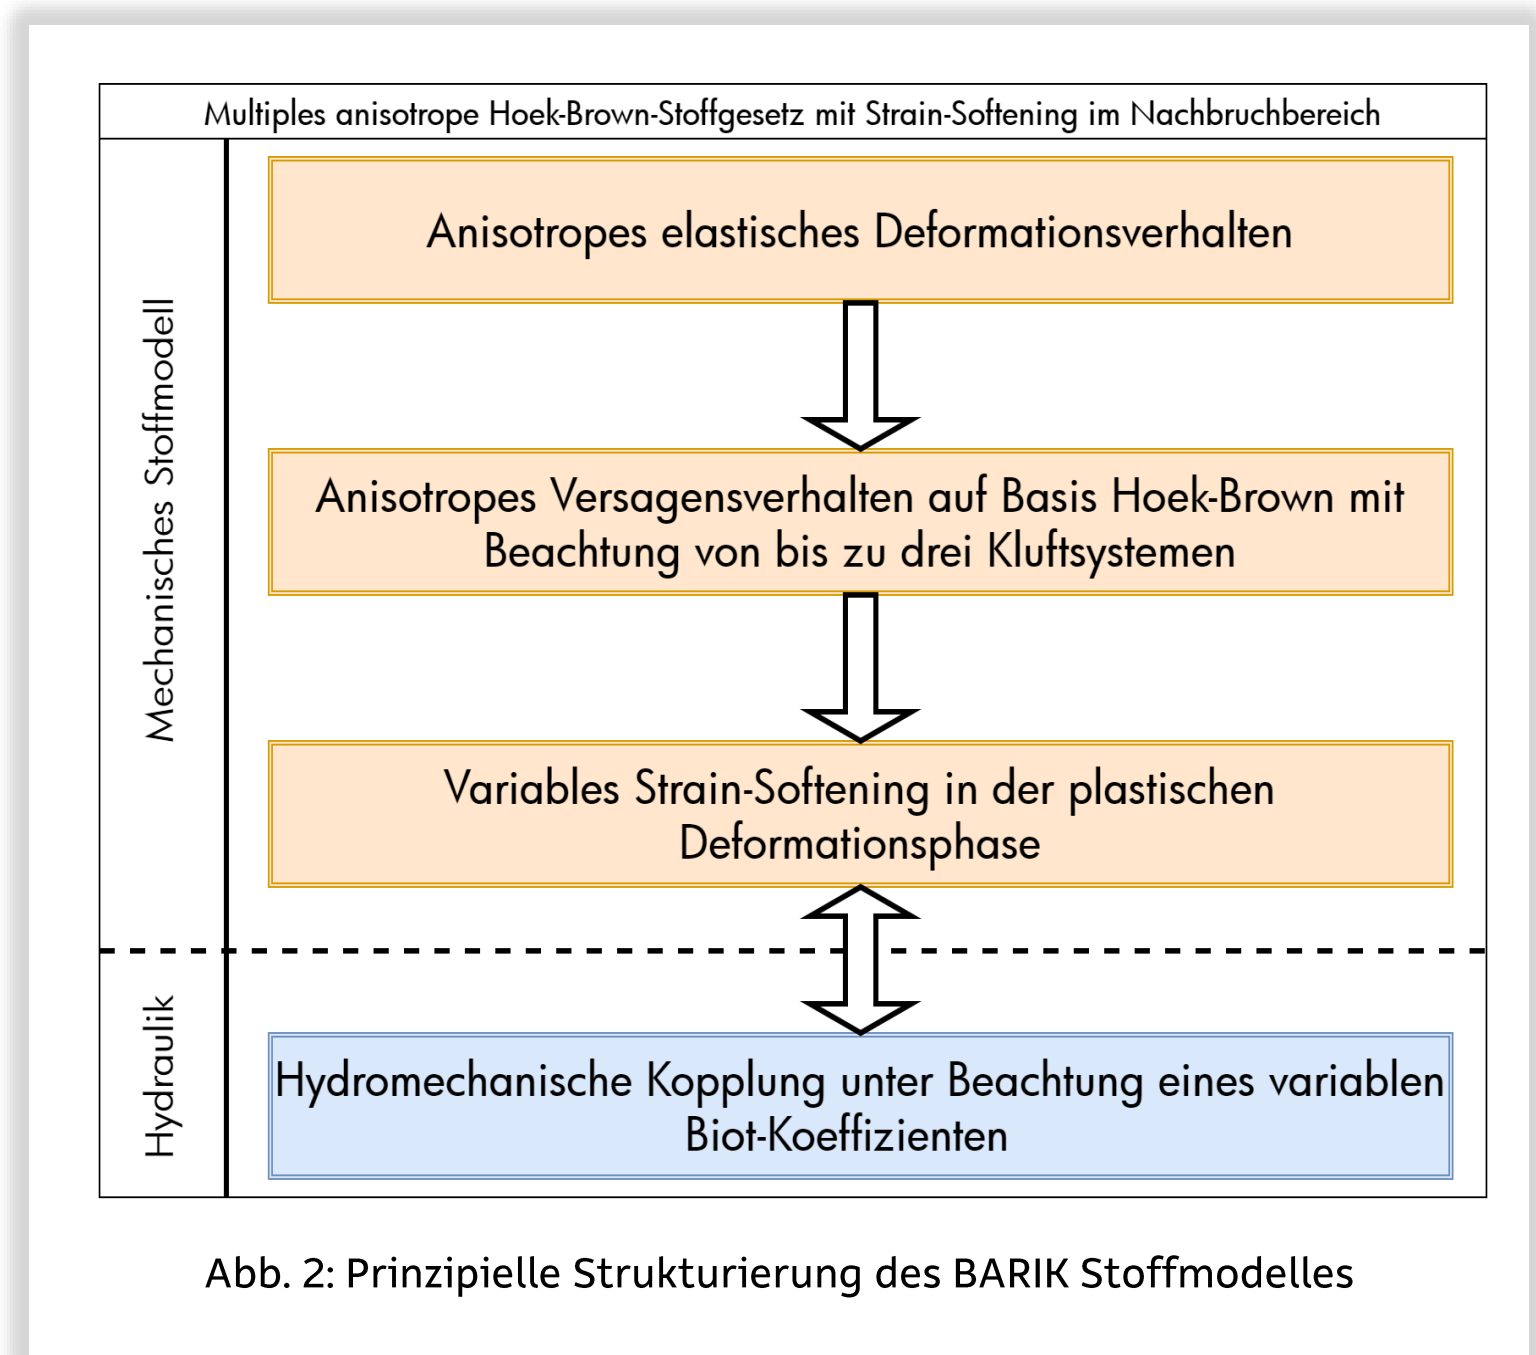 Multiples anisotrope Hoek-Brown-Stoffgesetz mit Strain-Softening im Nachbruchbereich
Mechanisches Stoffmodell
Anisotropes elastisches Deformationsverhalten
Anisotropes Versagensverhalten auf Basis Hoek-Brown mit
Beachtung von bis zu drei Kluftsystemen
Variables Strain-Softening in der plastischen
Deformationsphase
Hydraulik
Hydromechanische Kopplung unter Beachtung eines variablen
Biot-Koeffizienten
Abb. 2: Prinzipielle Strukturierung des BARIK Stoffmodelles